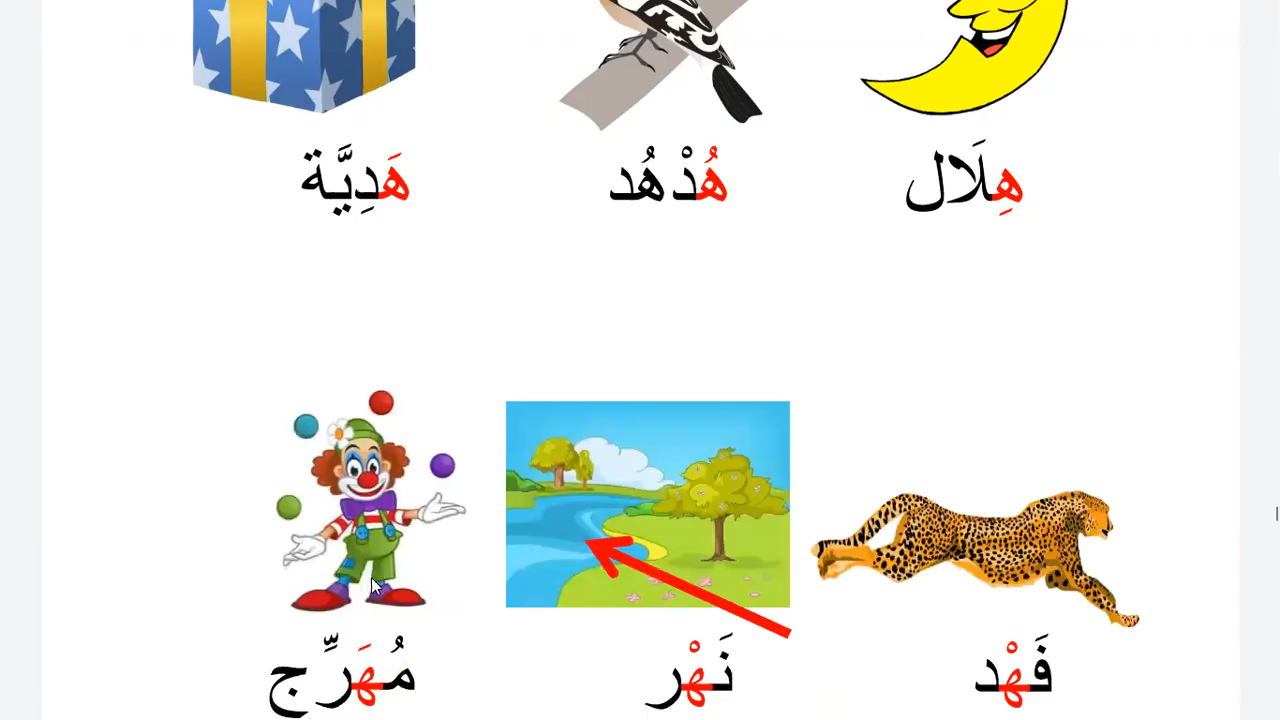 هِلَال هُدْهُد هَدِيَّة
فَهْد نَهْر مُهَرِّج